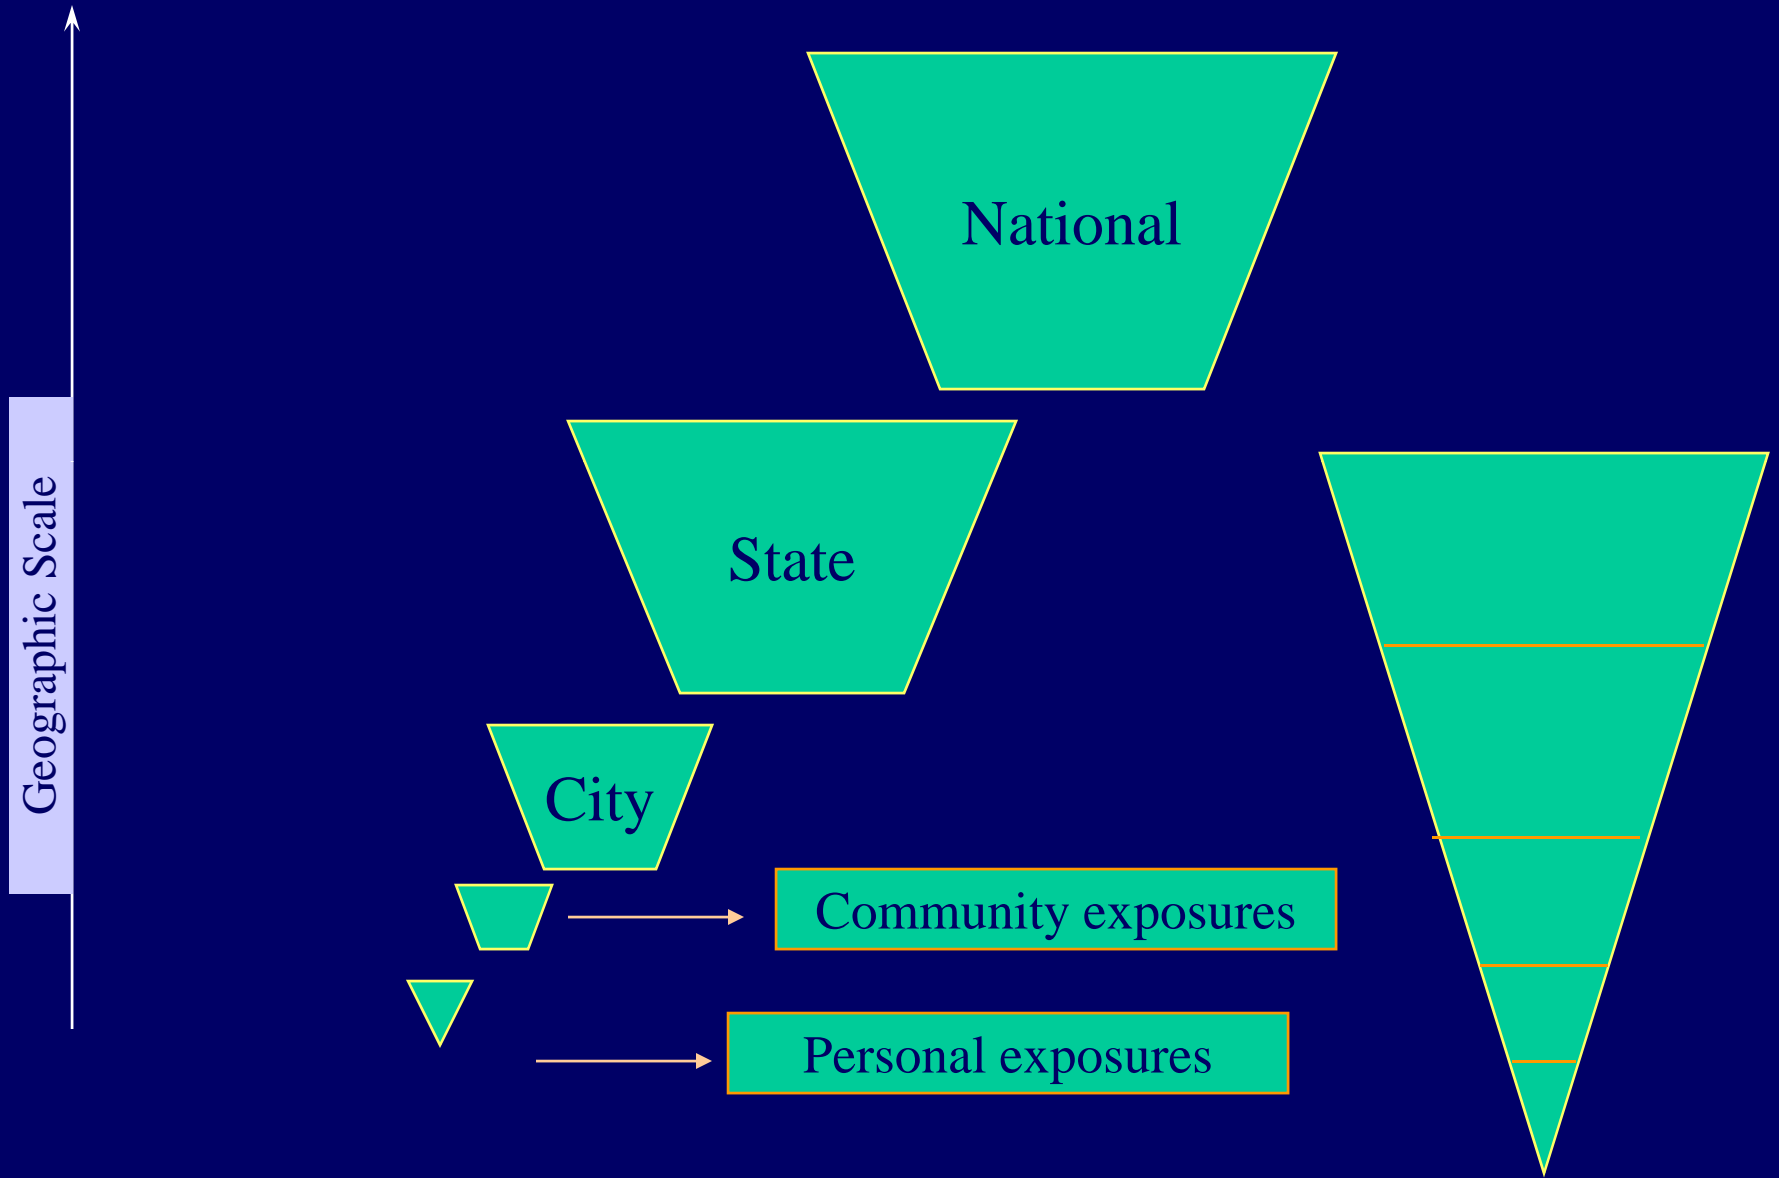 National
State
Geographic Scale
City
Community exposures
Personal exposures